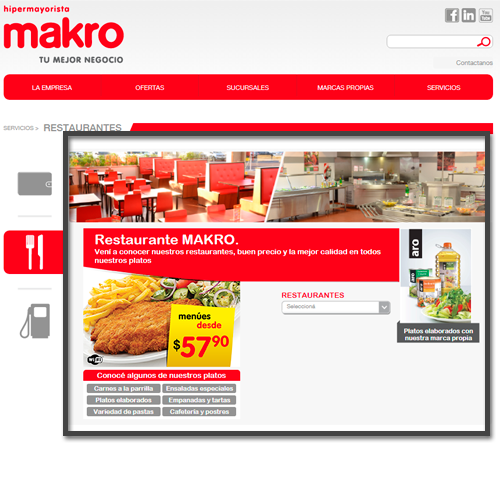 hipermayorista
makro
TU MEJOR NEGOCIO
Contactanos
LA EMPRESA OFERTAS SUCURSALES MARCAS PROPIAS SERVICIOS
SERVICIOS > RESTAURANTES
Restaurante MAKRO.
Vení a conocer nuestros restaurantes, buen precio y la mejor calidad en todos
nuestros platos
menúes
desde
$57⁹⁰
Wi Fi
Conocé algunos de nuestros platos
Carnes a la parrilla Ensaladas especiales
Platos elaborados Empanadas y tartas
Variedad de pastas Cafetería y postres
RESTAURANTES
Seleccioná
aro
Platos elaborados con
nuestra marca propia